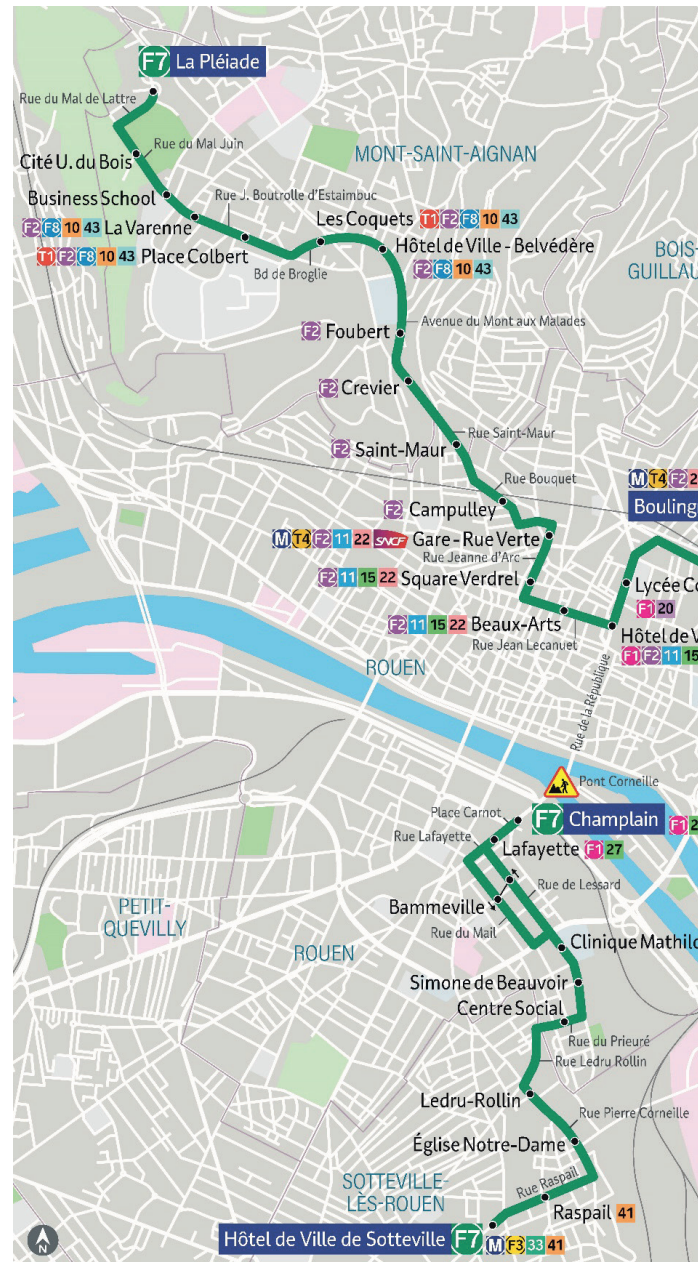 F7 La Pléiade
Rue du Mal de Lattre
Rue du Mal Juin
MONT-SAINT-AIGNAN
Cité U. du Bois
Business School
Rue J. Boutrolle d'Estaimbuc
Les Coquets T1 F2 F8 10 43
F2 F8 10 43 La Varenne
Hôtel de Ville - Belvédère
F2 F8 10 43
T1 F2 F8 10 43 Place Colbert
Bd de Broglie
BOIS-
GUILLAU
Avenue du Mont aux Malades
F2 Foubert
F2 Crevier
Rue Saint-Maur
F2 Saint-Maur
Rue Bouquet
M T4 F2 2
Bouling
F2 Campulley
M T4 F2 11 22 SNCF Gare - Rue Verte
Rue Jeanne d'Arc
F2 11 15 22 Square Verdrel
Lycée Co
F1 20
F2 11 15 22 Beaux-Arts
Rue Jean Lecanuet
Hôtel de V
F1 F2 11 15
ROUEN
Rue de la République
Pont Corneille
Place Carnot
F7 Champlain F1 2
Rue Lafayette
Lafayette F1 27
Rue de Lessard
PETIT-
QUEVILLY
Bammeville
Rue du Mail
ROUEN
Clinique Mathild
Simone de Beauvoir
Centre Social
Rue du Prieuré
Rue Ledru Rollin
Ledru-Rollin
Rue Pierre Corneille
Église Notre-Dame
SOTTEVILLE-
LÈS-ROUEN
Rue Raspail
Raspail 41
Hôtel de Ville de Sotteville F7 M F3 33 41
N